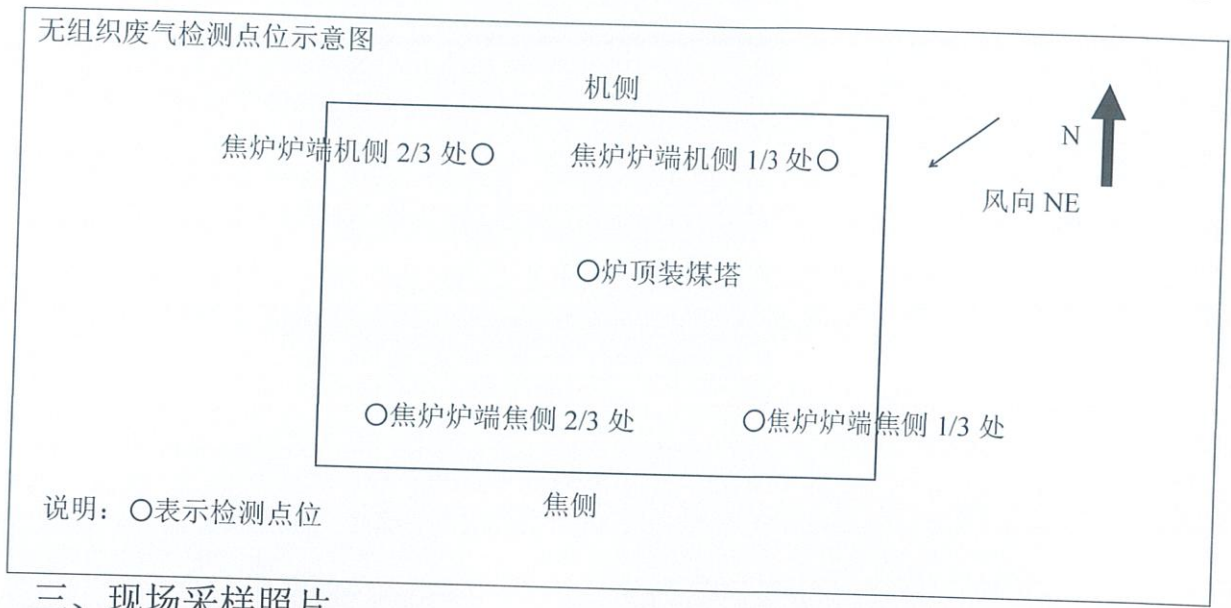 无组织废气检测点位示意图
机侧
焦炉炉端机侧 2/3 处○
焦炉炉端机侧 1/3 处○
N
风向 NE
○炉顶装煤塔
○焦炉炉端焦侧 2/3 处
○焦炉炉端焦侧 1/3 处
说明：○表示检测点位
焦侧
三、现场采样照片